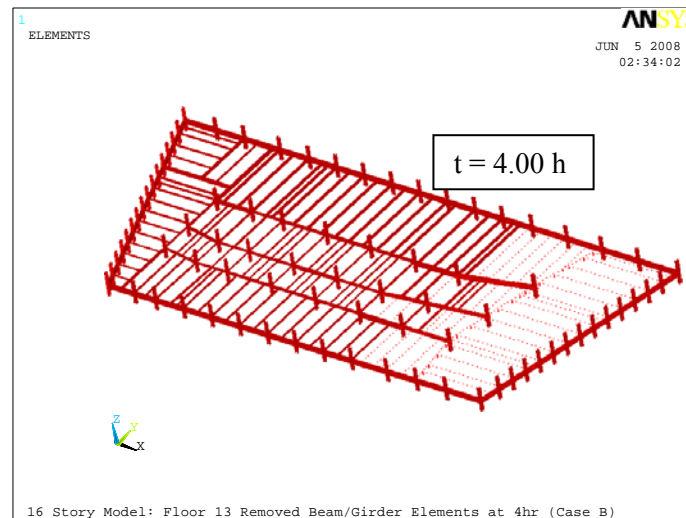 1
ELEMENTS
ANSYS
JUN 5 2008
02:34:02
t = 4.00 h
Z
Y
X
16 Story Model: Floor 13 Removed Beam/Girder Elements at 4hr (Case B)